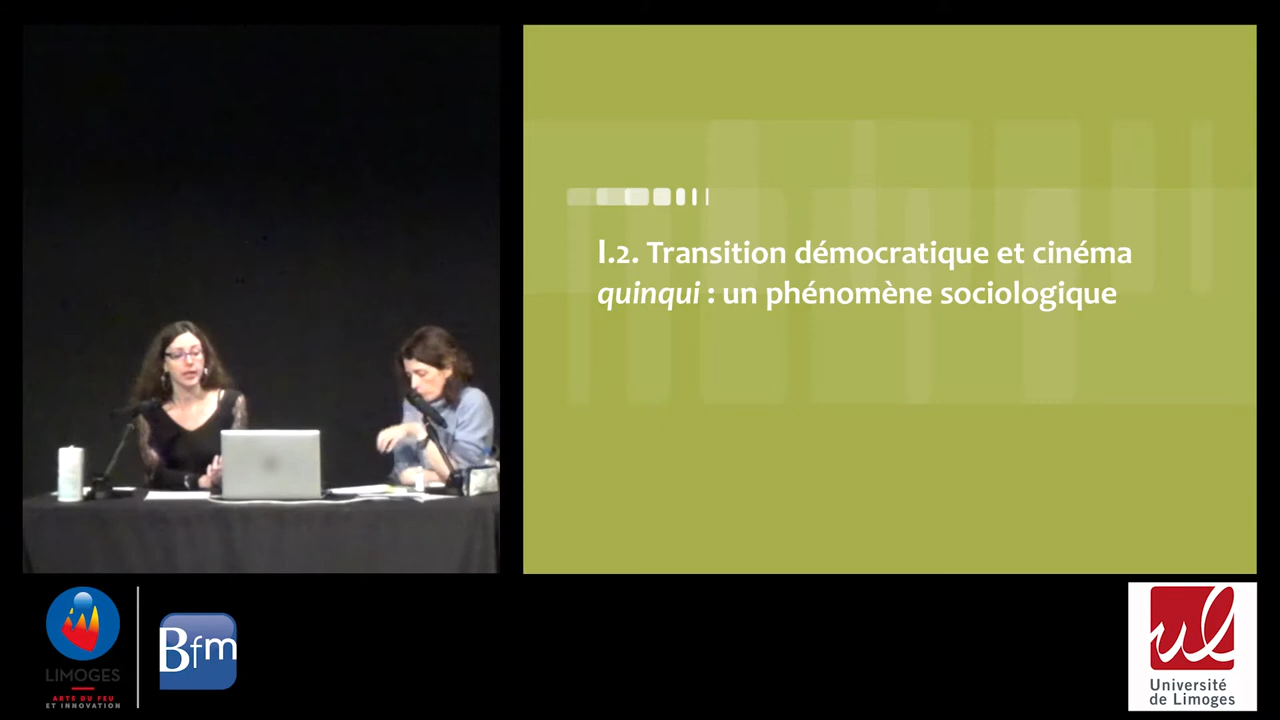 I.2. Transition démocratique et cinéma
quinqui : un phénomène sociologique
LIMOGES
ARTS DU FEU
ET INNOVATION
Bfm
ul
Université
de Limoges